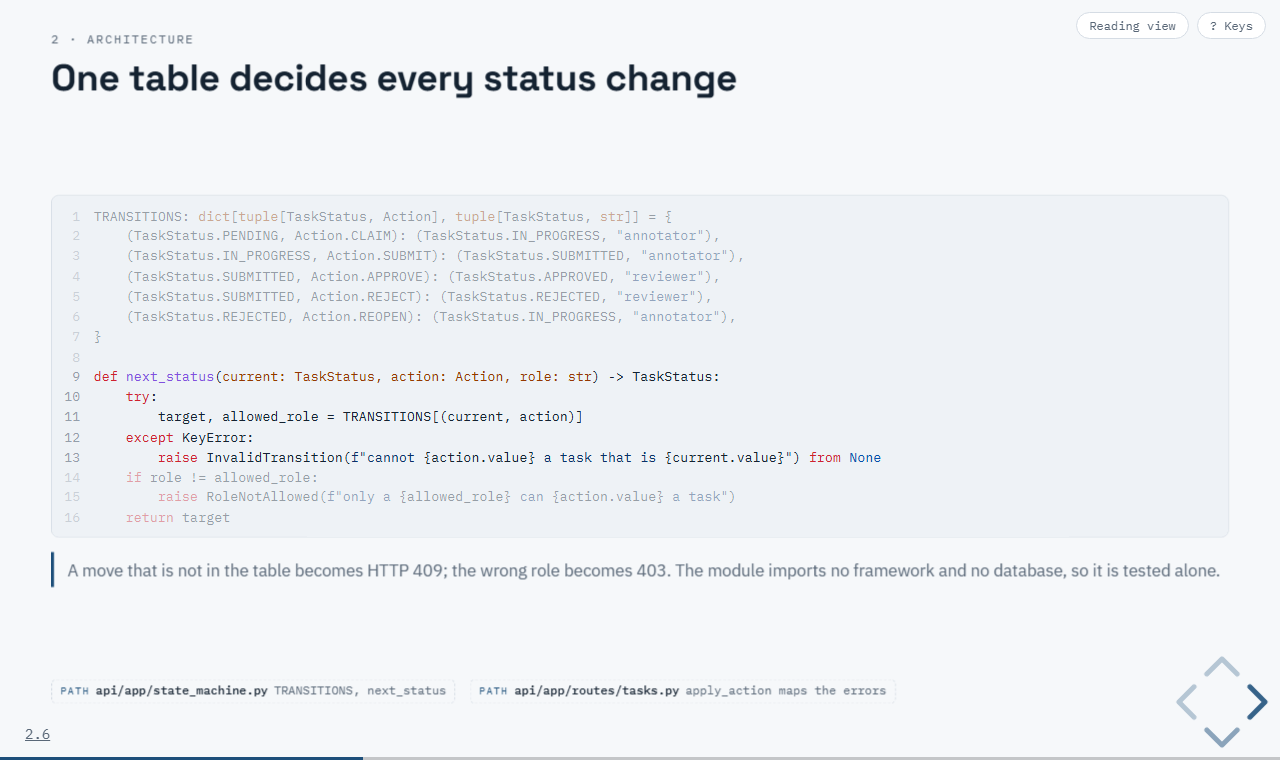 Reading view
? Keys
2 · ARCHITECTURE
One table decides every status change
1 TRANSITIONS: dict[tuple[TaskStatus, Action], tuple[TaskStatus, str]] = {
2     (TaskStatus.PENDING, Action.CLAIM): (TaskStatus.IN_PROGRESS, "annotator"),
3     (TaskStatus.IN_PROGRESS, Action.SUBMIT): (TaskStatus.SUBMITTED, "annotator"),
4     (TaskStatus.SUBMITTED, Action.APPROVE): (TaskStatus.APPROVED, "reviewer"),
5     (TaskStatus.SUBMITTED, Action.REJECT): (TaskStatus.REJECTED, "reviewer"),
6     (TaskStatus.REJECTED, Action.REOPEN): (TaskStatus.IN_PROGRESS, "annotator"),
7 }
8
9 def next_status(current: TaskStatus, action: Action, role: str) -> TaskStatus:
10     try:
11         target, allowed_role = TRANSITIONS[(current, action)]
12     except KeyError:
13         raise InvalidTransition(f"cannot {action.value} a task that is {current.value}") from None
14     if role != allowed_role:
15         raise RoleNotAllowed(f"only a {allowed_role} can {action.value} a task")
16     return target
A move that is not in the table becomes HTTP 409; the wrong role becomes 403. The module imports no framework and no database, so it is tested alone.
PATH api/app/state_machine.py TRANSITIONS, next_status
PATH api/app/routes/tasks.py apply_action maps the errors
2.6